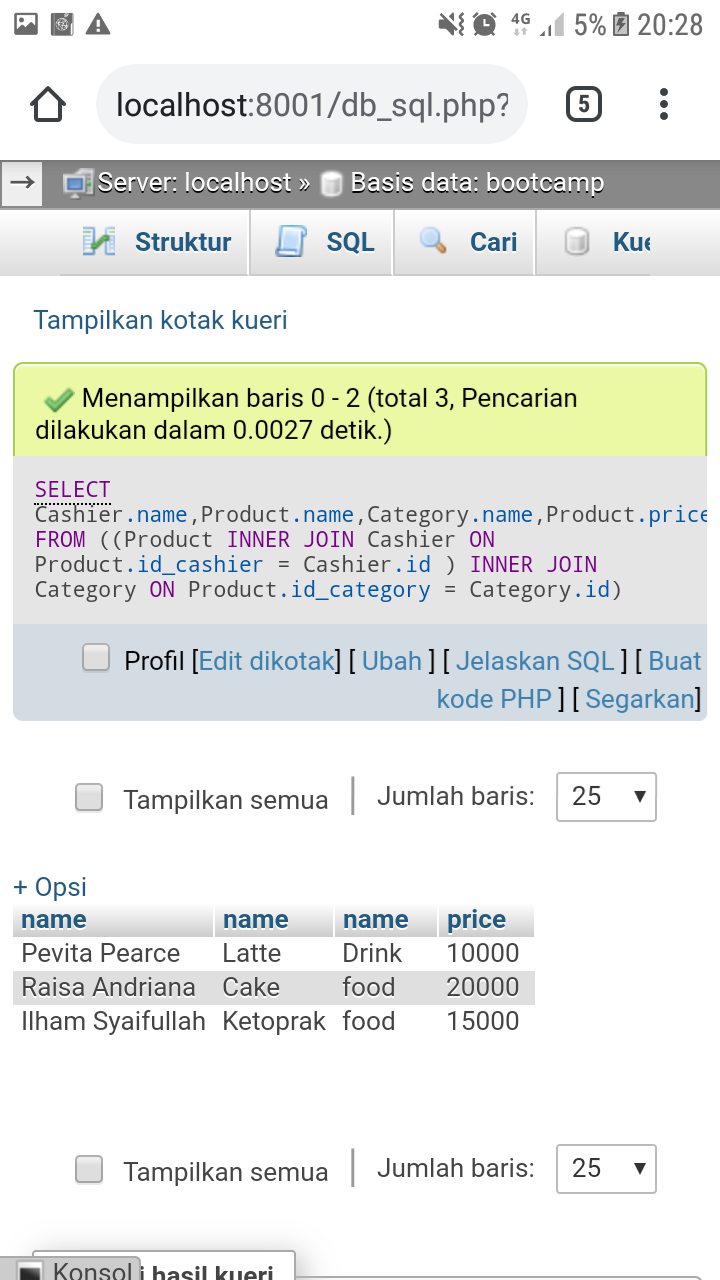 4G 5% 20:28
localhost:8001/db_sql.php? 5
Server: localhost » Basis data: bootcamp
Struktur SQL Cari Kue
Tampilkan kotak kueri
Menampilkan baris 0 - 2 (total 3, Pencarian
dilakukan dalam 0.0027 detik.)
SELECT
Cashier.name,Product.name,Category.name,Product.price
FROM ((Product INNER JOIN Cashier ON
Product.id_cashier = Cashier.id ) INNER JOIN
Category ON Product.id_category = Category.id)
Profil [Edit dikotak] [ Ubah ] [ Jelaskan SQL ] [ Buat
kode PHP ] [ Segarkan]
Tampilkan semua | Jumlah baris: 25
+ Opsi
name name name price
Pevita Pearce Latte Drink 10000
Raisa Andriana Cake food 20000
Ilham Syaifullah Ketoprak food 15000
Tampilkan semua | Jumlah baris: 25
Konsol i hasil kueri